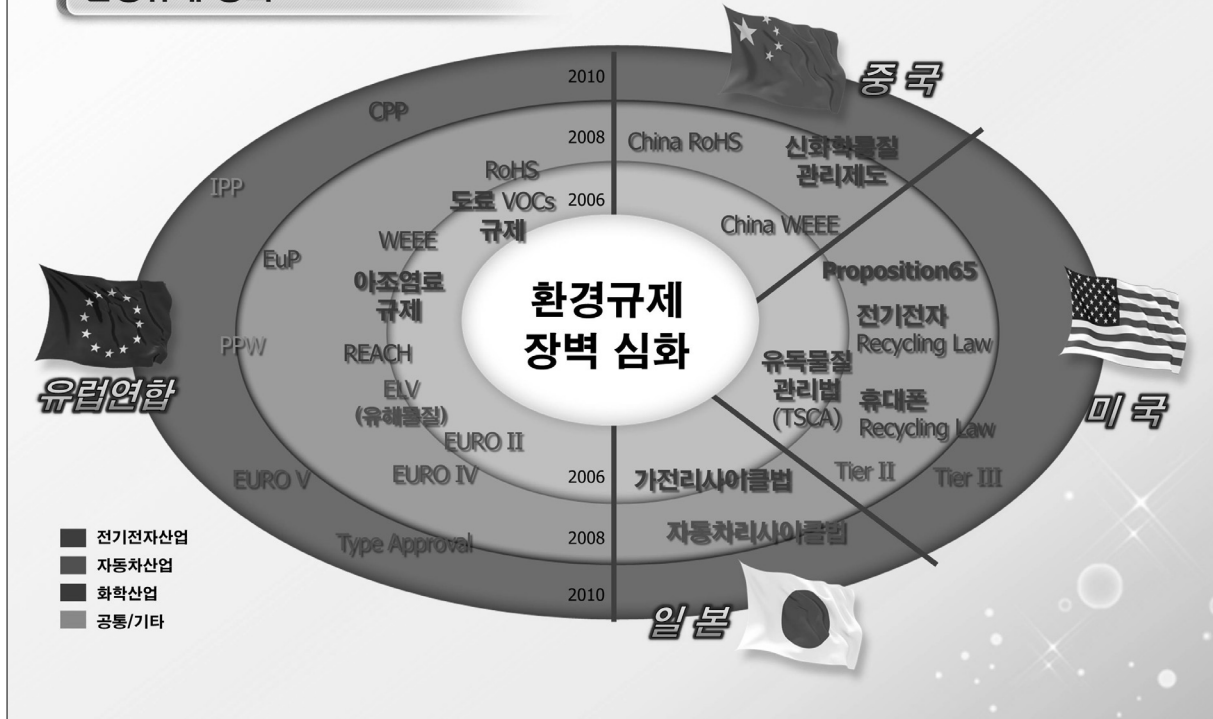 2010
CPP
중 국
2008
China RoHS
신화학물질
관리제도
RoHS
IPP
도료 VOCs
규제
2006
WEEE
China WEEE
EuP
아조염료
규제
Proposition65
환경규제
장벽 심화
전기전자
Recycling Law
PPW
REACH
유독물질
관리법
(TSCA)
유럽연합
ELV
(유해물질)
휴대폰
Recycling Law
미 국
EURO II
EURO V
EURO IV
2006
가전리사이클법
Tier II
Tier III
전기전자산업
자동차산업
화학산업
공통/기타
Type Approval
2008
자동차리사이클법
2010
일 본